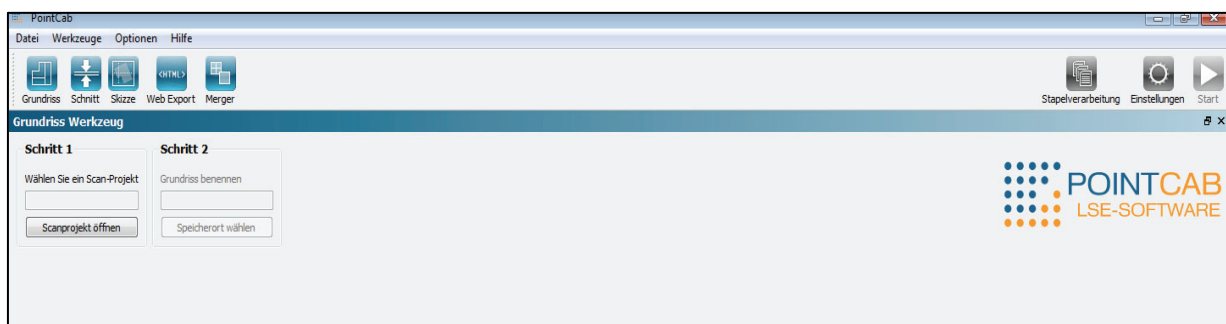 PointCab
Datei Werkzeuge Optionen Hilfe
<HTML>
Grundriss Schnitt Skizze Web Export Merger
Stapelverarbeitung Einstellungen Start
Grundriss Werkzeug
Schritt 1
Wählen Sie ein Scan-Projekt
Scanprojekt öffnen
Schritt 2
Grundriss benennen
Speicherort wählen
POINTCAB
LSE-SOFTWARE